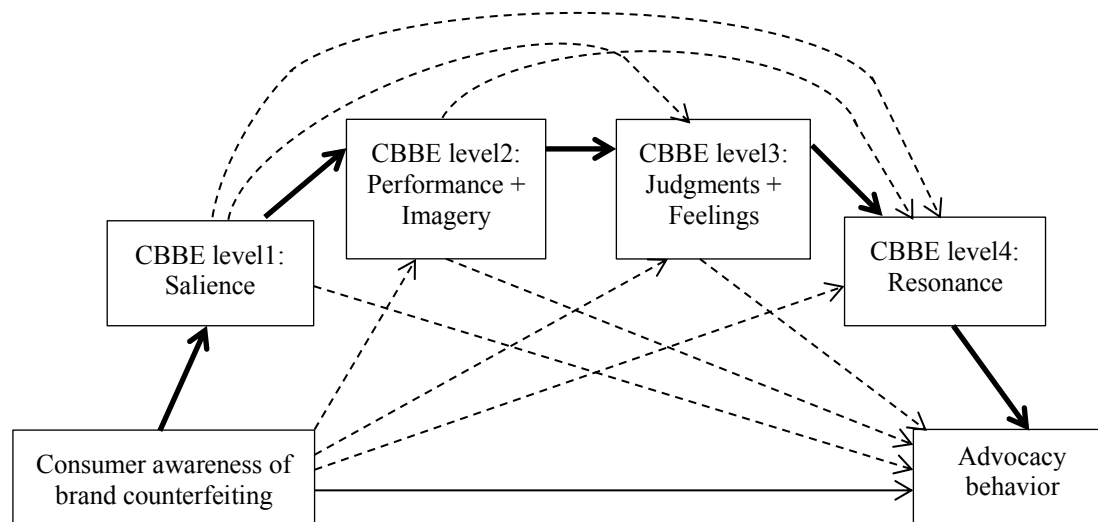 CBBE level2:
Performance +
Imagery
CBBE level3:
Judgments +
Feelings
CBBE level1:
Salience
CBBE level4:
Resonance
Consumer awareness of
brand counterfeiting
Advocacy
behavior